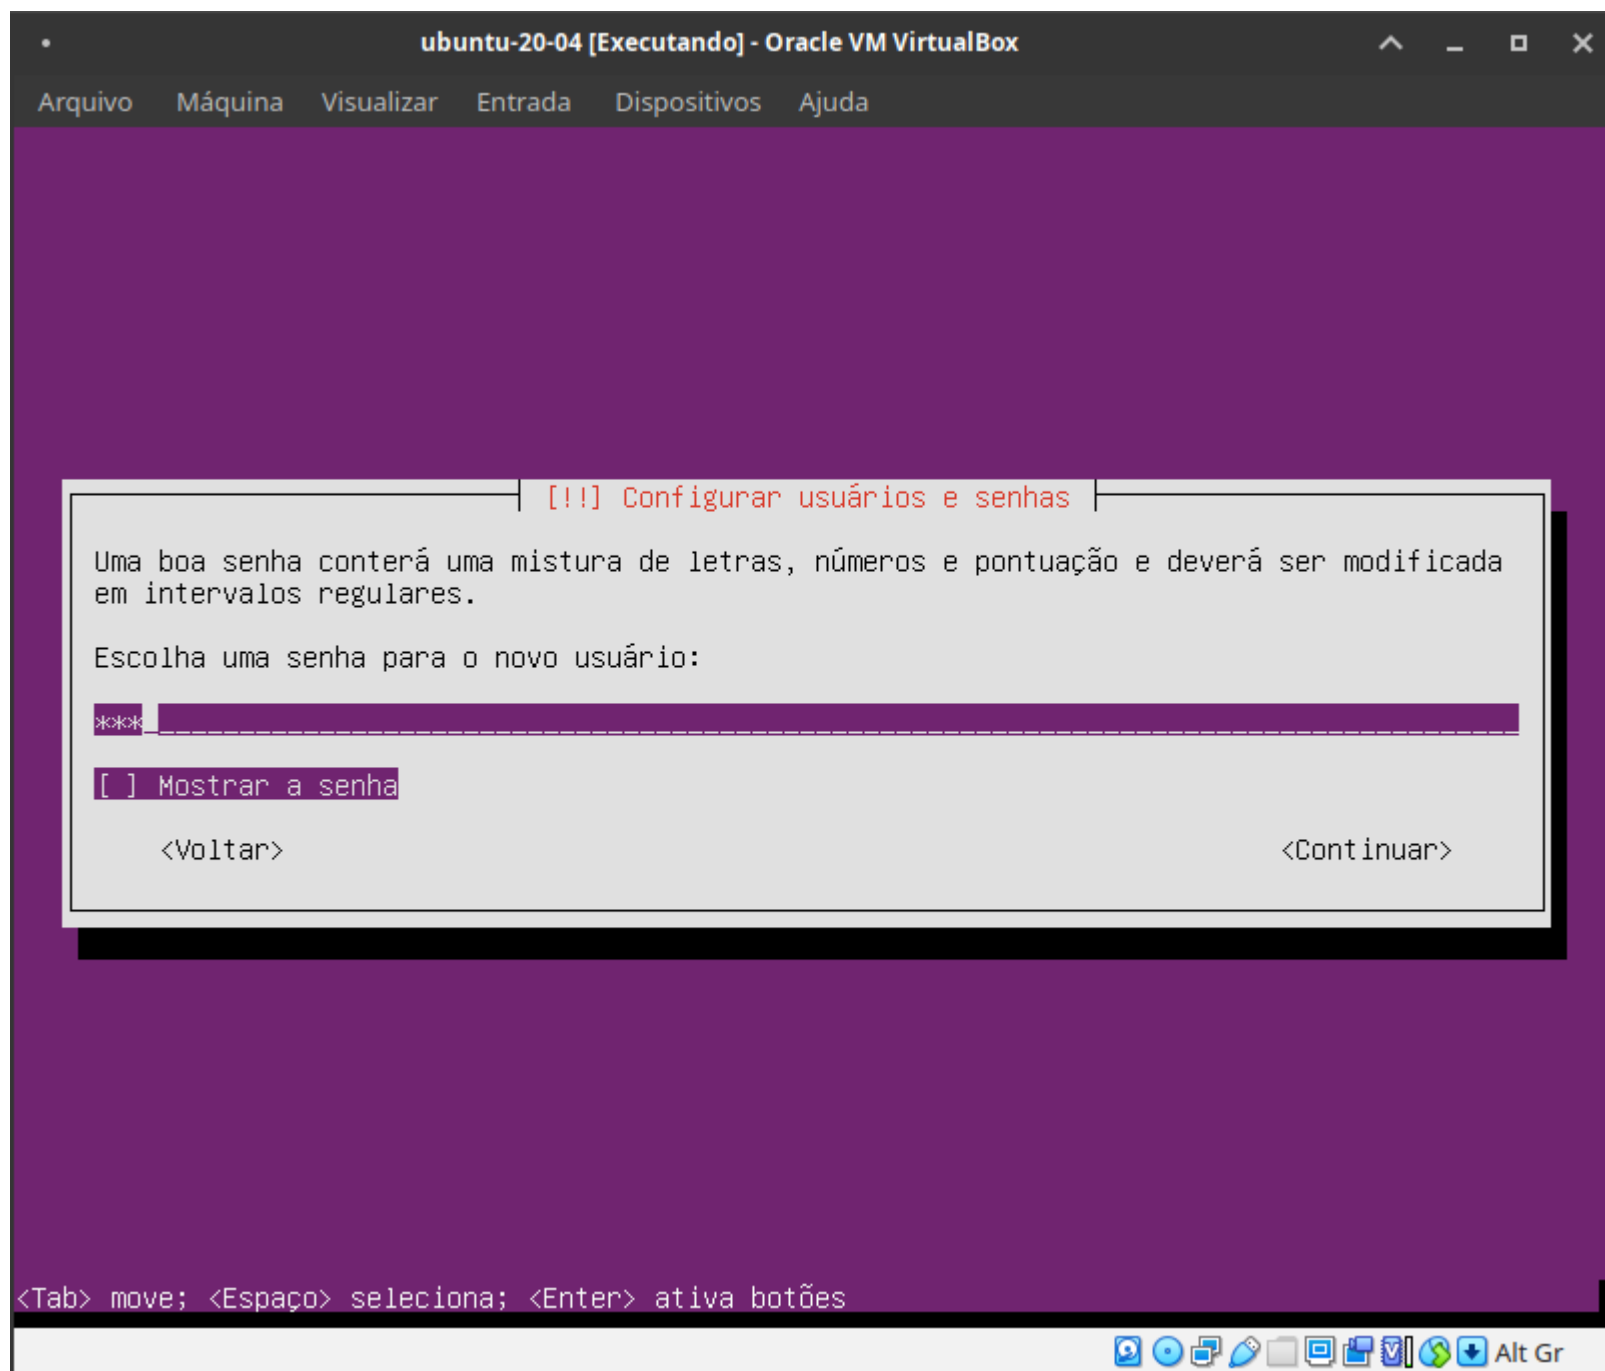 ubuntu-20-04 [Executando] - Oracle VM VirtualBox
Arquivo Máquina Visualizar Entrada Dispositivos Ajuda
[!!] Configurar usuários e senhas
Uma boa senha conterá uma mistura de letras, números e pontuação e deverá ser modificada
em intervalos regulares.
Escolha uma senha para o novo usuário:
***
[ ] Mostrar a senha
<Voltar> <Continuar>
<Tab> move; <Espaço> seleciona; <Enter> ativa botões
Alt Gr